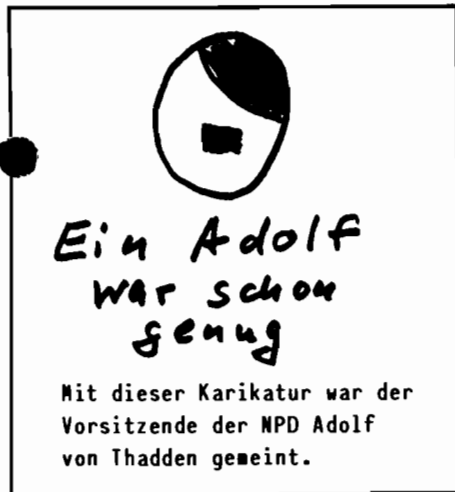 Ein Adolf
war schon
genug
Mit dieser Karikatur war der
Vorsitzende der NPD Adolf
von Thadden gemeint.